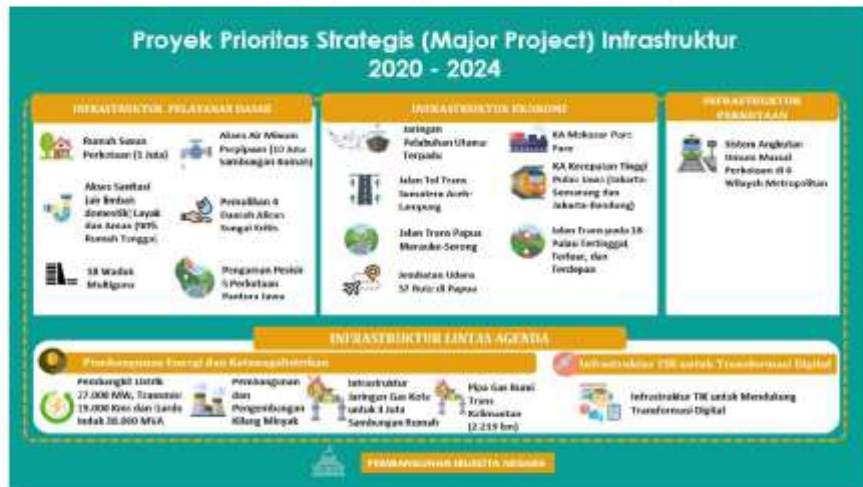 Proyek Prioritas Strategis (Major Project) Infrastruktur
2020 - 2024
INFRASTRUKTUR PELAYANAN DASAR
Rumah Susun
Perkotaan (1 Juta)
Akses Air Minum
Perpipaan (10 Juta
Sambungan Rumah)
Akses Sanitasi
(air limbah
domestik) Layak
dan Aman (90%
Rumah Tangga)
Pemulihan 4
Daerah Aliran
Sungai Kritis
18 Waduk
Multiguna
Pengaman Pesisir
5 Perkotaan
Pantura Jawa
INFRASTRUKTUR EKONOMI
Jaringan
Pelabuhan Utama
Terpadu
KA Makassar Pare
Pare
Jalan Tol Trans
Sumatera Aceh-
Lampung
KA Kecepatan Tinggi
Pulau Jawa (Jakarta-
Semarang dan
Jakarta-Bandung)
Jalan Trans Papua
Merauke-Sorong
Jalan Trans pada 18
Pulau Tertinggal,
Terluar, dan
Terdepan
Jembatan Udara
37 Rute di Papua
INFRASTRUKTUR
PERKOTAAN
Sistem Angkutan
Umum Massal
Perkotaan di 6
Wilayah Metropolitan
INFRASTRUKTUR LINTAS AGENDA
Pembangunan Energi dan Ketenagalistrikan
Pembangkit Listrik
27.000 MW, Transmisi
19.000 Kms dan Gardu
Induk 38.000 MVA
Pembangunan
dan
Pengembangan
Kilang Minyak
Infrastruktur
Jaringan Gas Kota
untuk 4 Juta
Sambungan Rumah
Pipa Gas Bumi
Trans
Kalimantan
(2.219 km)
Infrastruktur TIK untuk Transformasi Digital
Infrastruktur TIK untuk Mendukung
Transformasi Digital
PEMBANGUNAN IBUKOTA NEGARA